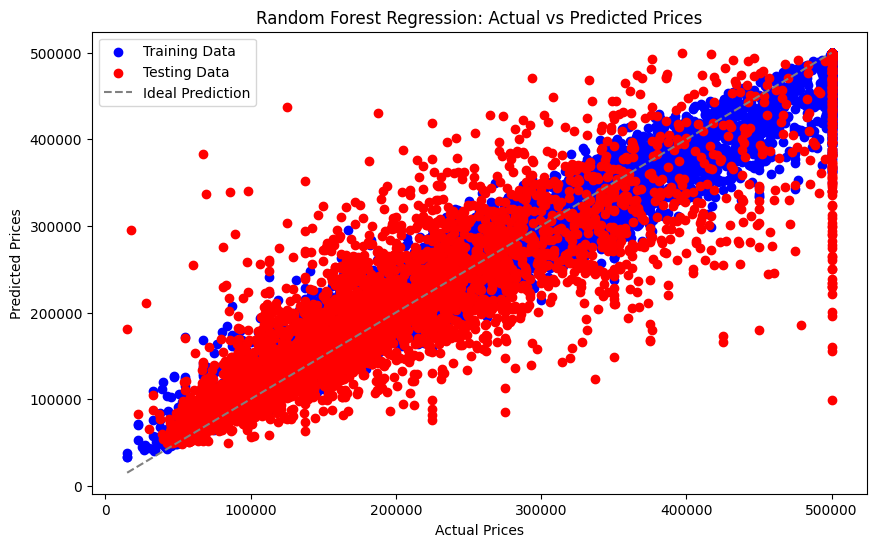 Random Forest Regression: Actual vs Predicted Prices
Training Data
Testing Data
Ideal Prediction
500000
400000
300000
200000
100000
0
Predicted Prices
0 100000 200000 300000 400000 500000
Actual Prices